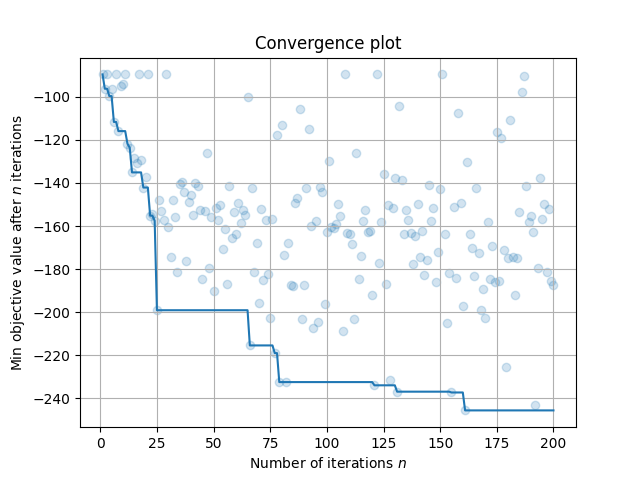 Convergence plot
Min objective value after n iterations
−100
−120
−140
−160
−180
−200
−220
−240
0 25 50 75 100 125 150 175 200
Number of iterations n